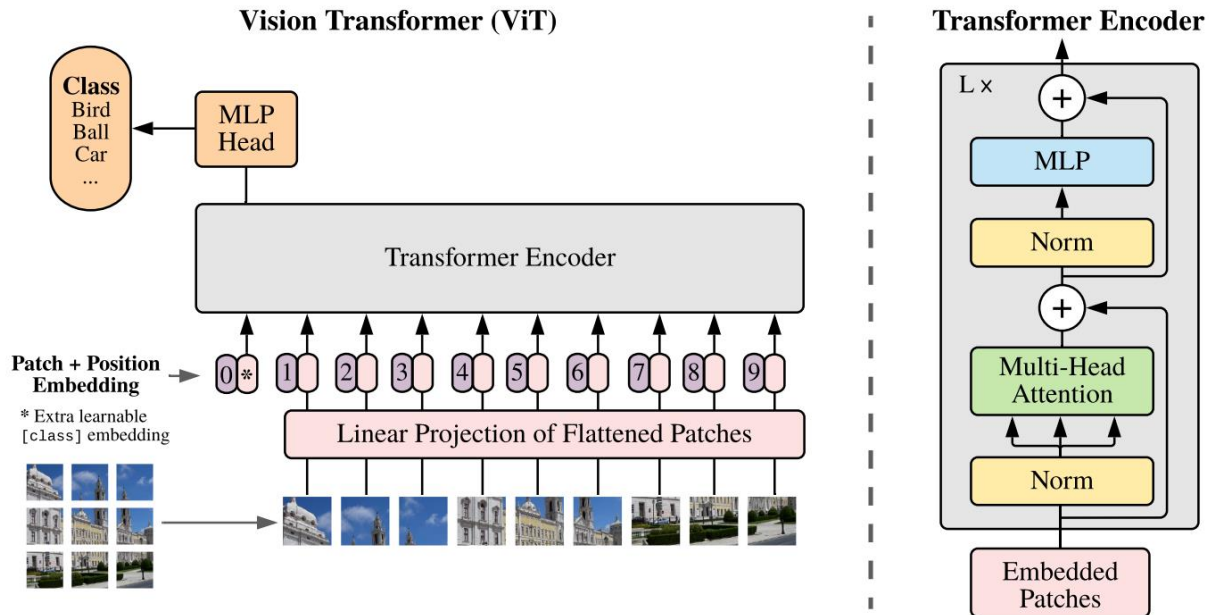 Vision Transformer (ViT)
Class
Bird
Ball
Car
...
MLP
Head
Transformer Encoder
Patch + Position
Embedding
0 * 1 2 3 4 5 6 7 8 9
* Extra learnable
[class] embedding
Linear Projection of Flattened Patches
Transformer Encoder
L ×
+
MLP
Norm
+
Multi-Head
Attention
Norm
Embedded
Patches